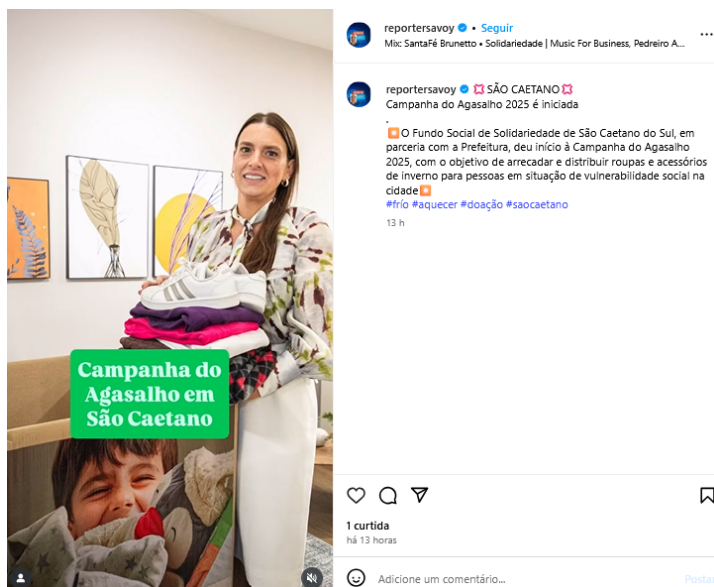 reportersavoy • Seguir
Mix: SantaFé Brunetto • Solidariedade | Music For Business, Pedreiro A...
reportersavoy 💢SÃO CAETANO💢
Campanha do Agasalho 2025 é iniciada
.
O Fundo Social de Solidariedade de São Caetano do Sul, em
parceria com a Prefeitura, deu início à Campanha do Agasalho
2025, com o objetivo de arrecadar e distribuir roupas e acessórios
de inverno para pessoas em situação de vulnerabilidade social na
cidade
#frío #aquecer #doação #saocaetano
13 h
Campanha do
Agasalho em
São Caetano
1 curtida
há 13 horas
Adicione um comentário...
Postar